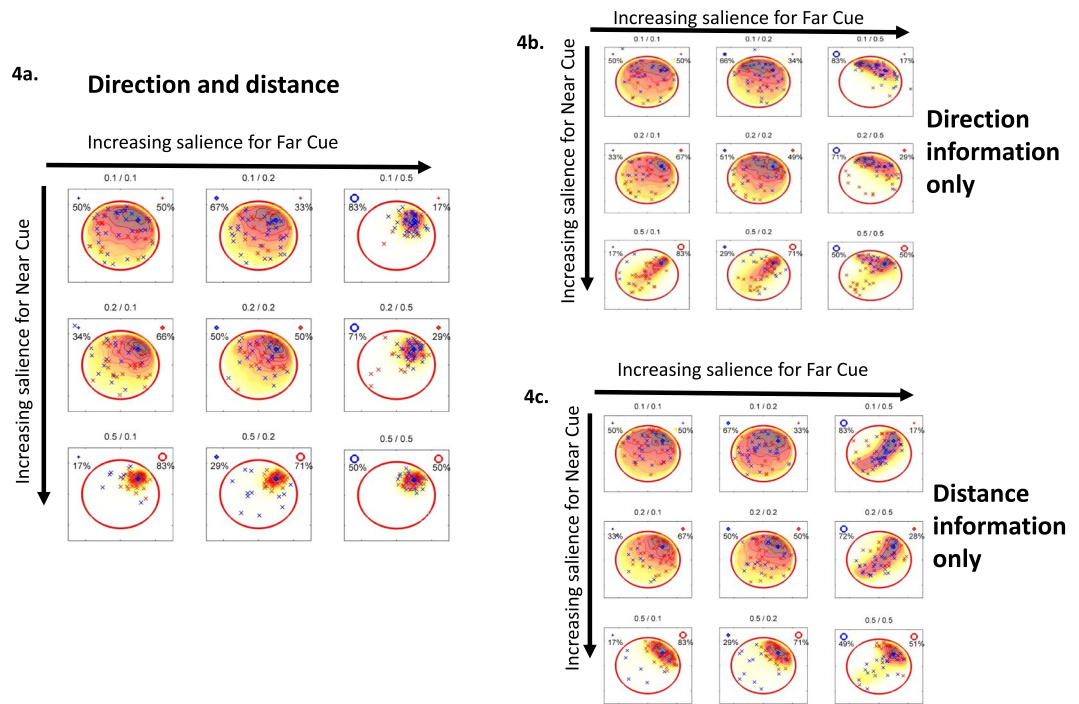 4a.
Direction and distance
Increasing salience for Far Cue
Increasing salience for Near Cue
0.1 / 0.1
0.1 / 0.2
0.1 / 0.5
50%
50%
67%
33%
83%
17%
0.2 / 0.1
0.2 / 0.2
0.2 / 0.5
34%
66%
50%
50%
71%
29%
0.5 / 0.1
0.5 / 0.2
0.5 / 0.5
17%
83%
29%
71%
50%
50%
4b.
Increasing salience for Far Cue
Increasing salience for Near Cue
0.1 / 0.1
0.1 / 0.2
0.1 / 0.5
50%
50%
66%
34%
83%
17%
0.2 / 0.1
0.2 / 0.2
0.2 / 0.5
33%
67%
51%
49%
71%
29%
0.5 / 0.1
0.5 / 0.2
0.5 / 0.5
17%
83%
29%
71%
50%
50%
Direction
information
only
4c.
Increasing salience for Far Cue
Increasing salience for Near Cue
0.1 / 0.1
0.1 / 0.2
0.1 / 0.5
50%
50%
67%
33%
83%
17%
0.2 / 0.1
0.2 / 0.2
0.2 / 0.5
33%
67%
50%
50%
72%
28%
0.5 / 0.1
0.5 / 0.2
0.5 / 0.5
17%
83%
29%
71%
49%
51%
Distance
information
only